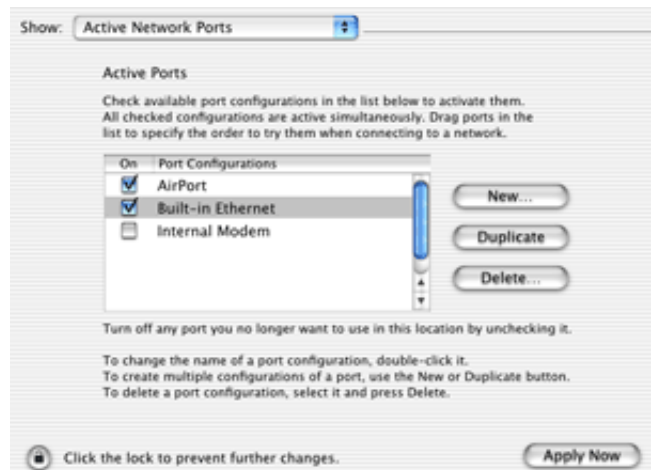 Show: Active Network Ports
Active Ports
Check available port configurations in the list below to activate them.
All checked configurations are active simultaneously. Drag ports in the
list to specify the order to try them when connecting to a network.
On Port Configurations
AirPort
Built-in Ethernet
Internal Modem
New...
Duplicate
Delete...
Turn off any port you no longer want to use in this location by unchecking it.
To change the name of a port configuration, double-click it.
To create multiple configurations of a port, use the New or Duplicate button.
To delete a port configuration, select it and press Delete.
Click the lock to prevent further changes.
Apply Now